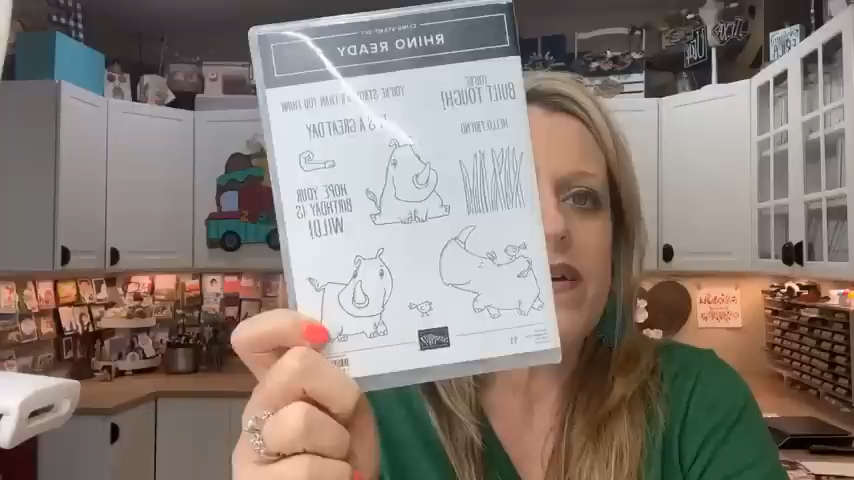 CLING STAMP SET
RHINO READY
YOU'RE
BUILT TOUGH!
YOU'RE STRONGER THAN YOU THINK
HELLO FRIEND
IT'S A GREAT DAY
HOPE YOUR
BIRTHDAY IS
WILD!
11